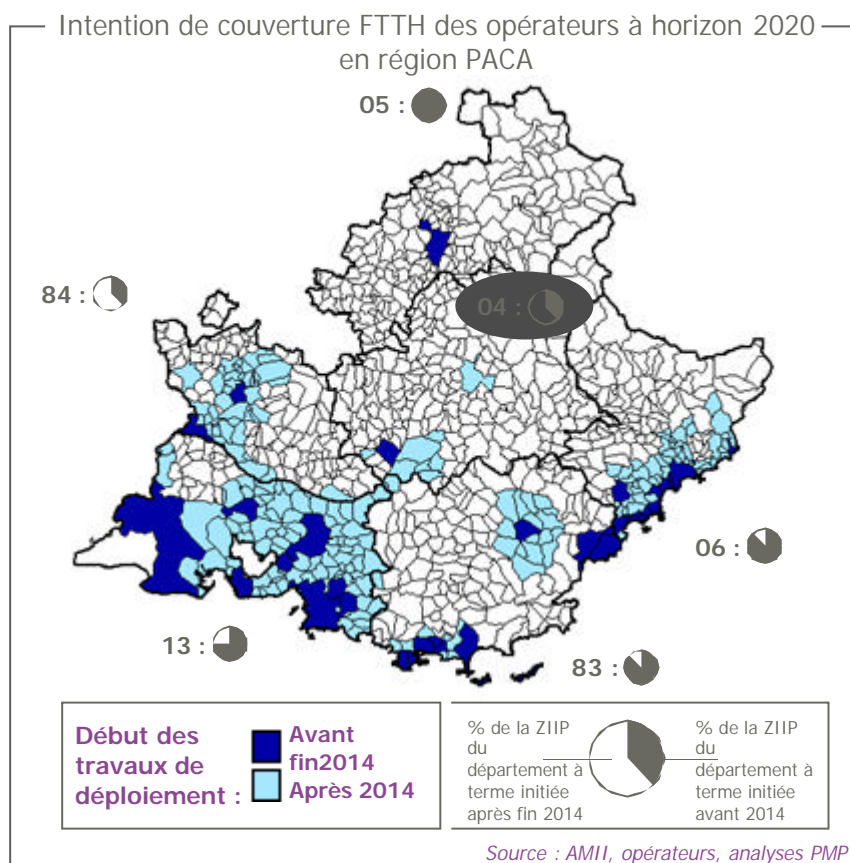 Intention de couverture FTTH des opérateurs à horizon 2020
en région PACA
05 :
84 :
04 :
06 :
13 :
83 :
Début des
travaux de
déploiement :
Avant
fin2014
Après 2014
% de la ZIIP
du
département à
terme initiée
après fin 2014
% de la ZIIP
du
département à
terme initiée
avant 2014
Source : AMII, opérateurs, analyses PMP